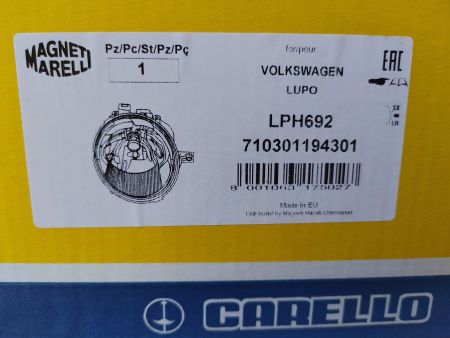 MAGNETI
MARELLI
Pz/Pc/St/Pz/Pç
1
for/pour
VOLKSWAGEN
LUPO
EAC
SX
LH
LPH692
710301194301
8 001063 175027
Made in EU
Distributed by Magneti Marelli Aftermarket
CARELLO